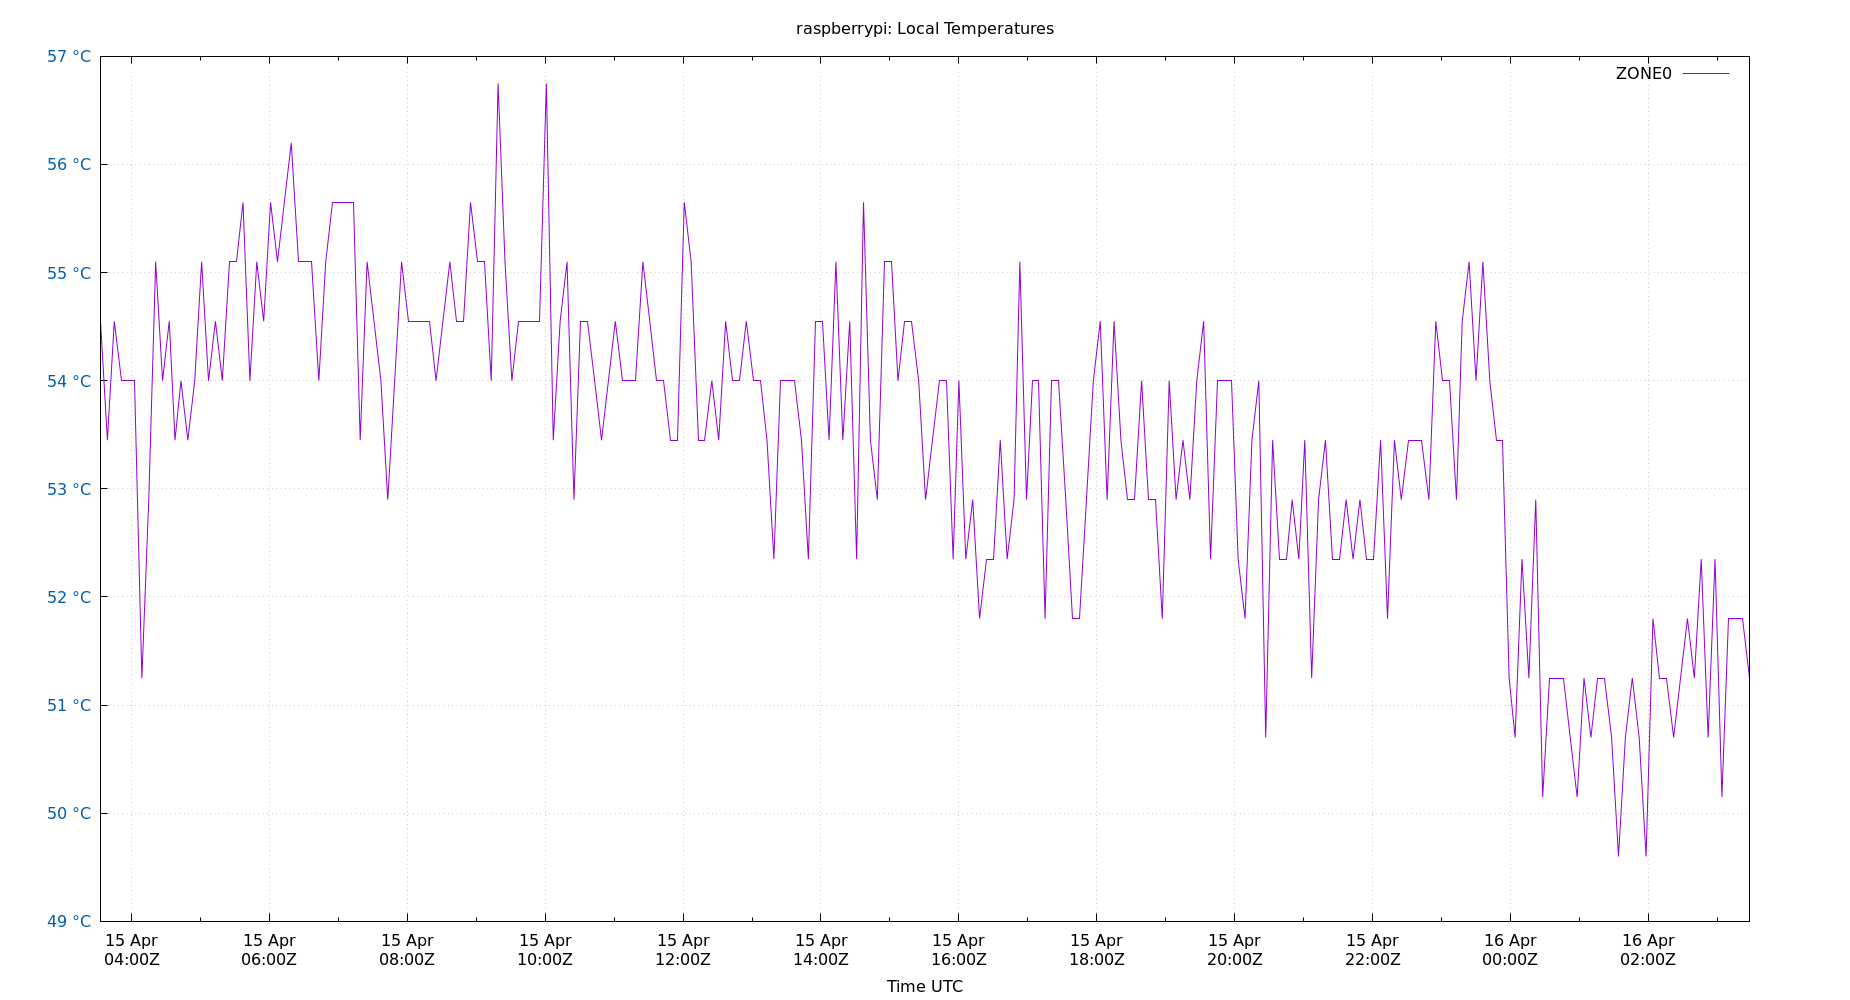 raspberrypi: Local Temperatures
57 °C
ZONE0
56 °C
55 °C
54 °C
53 °C
52 °C
51 °C
50 °C
49 °C
15 Apr 15 Apr 15 Apr 15 Apr 15 Apr 15 Apr 15 Apr 15 Apr 15 Apr 15 Apr 16 Apr 16 Apr
04:00Z 06:00Z 08:00Z 10:00Z 12:00Z 14:00Z 16:00Z 18:00Z 20:00Z 22:00Z 00:00Z 02:00Z
Time UTC